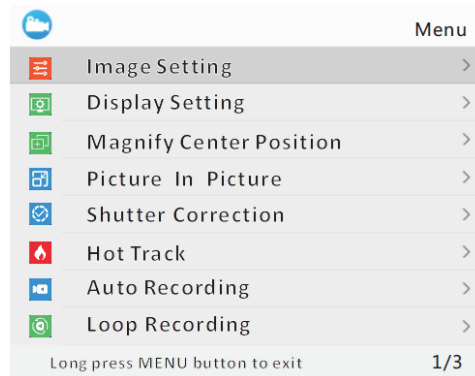 Menu
Image Setting
Display Setting
Magnify Center Position
Picture In Picture
Shutter Correction
Hot Track
Auto Recording
Loop Recording
Long press MENU button to exit 1/3